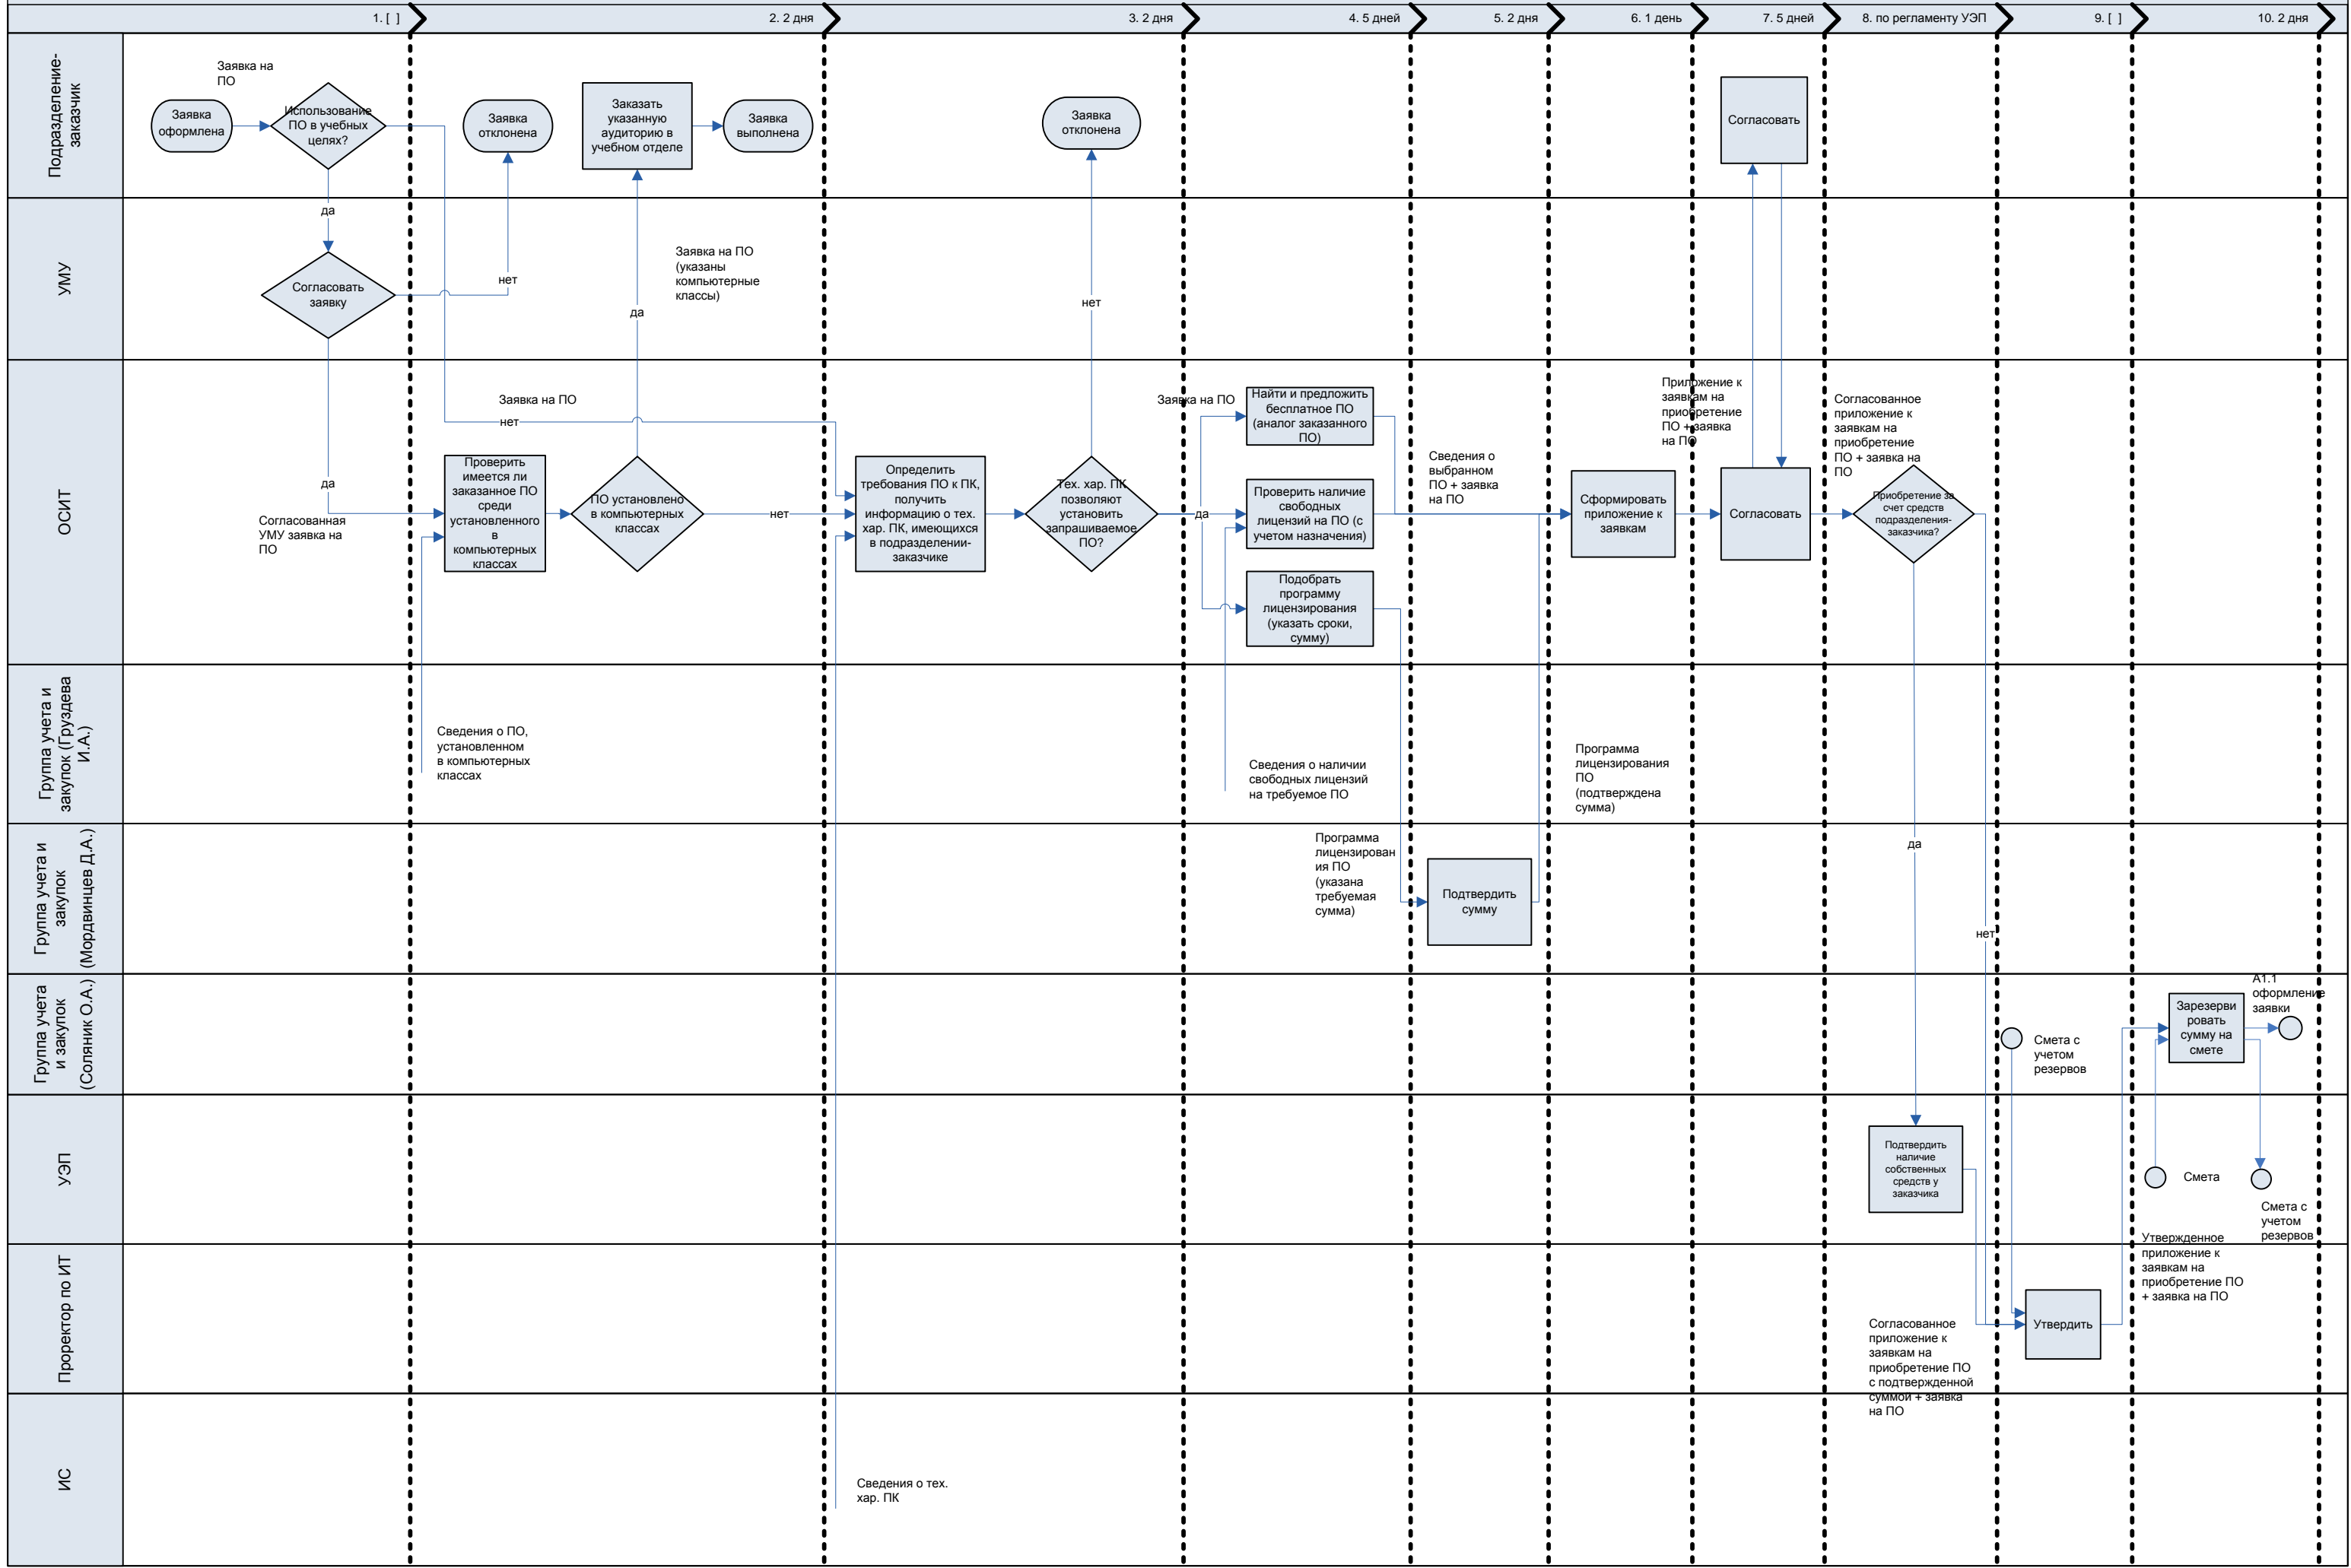 1. [  ]
2. 2 дня
3. 2 дня
4. 5 дней
5. 2 дня
6. 1 день
7. 5 дней
8. по регламенту УЭП
9. [  ]
10. 2 дня
Подразделение-
заказчик
Заявка на
ПО
Заявка
оформлена
Использование
ПО в учебных
целях?
Заявка
отклонена
Заказать
указанную
аудиторию в
учебном отделе
Заявка
выполнена
Заявка
отклонена
Согласовать
да
УМУ
Согласовать
заявку
нет
Заявка на ПО
(указаны
компьютерные
классы)
да
нет
ОСИТ
да
Согласованная
УМУ заявка на
ПО
Заявка на ПО
нет
Проверить
имеется ли
заказанное ПО
среди
установленного
в
компьютерных
классах
ПО установлено
в компьютерных
классах
нет
Определить
требования ПО к ПК,
получить
информацию о тех.
хар. ПК, имеющихся
в подразделении-
заказчике
Тех. хар. ПК
позволяют
установить
запрашиваемое
ПО?
Заявка на ПО
да
Найти и предложить
бесплатное ПО
(аналог заказанного
ПО)
Проверить наличие
свободных
лицензий на ПО (с
учетом назначения)
Подобрать
программу
лицензирования
(указать сроки,
сумму)
Сведения о
выбранном
ПО + заявка
на ПО
Сформировать
приложение к
заявкам
Приложение к
заявкам на
приобретение
ПО + заявка
на ПО
Согласовать
Согласованное
приложение к
заявкам на
приобретение
ПО + заявка на
ПО
Приобретение за
счет средств
подразделения-
заказчика?
Группа учета и
закупок (Груздева
И.А.)
Сведения о ПО,
установленном
в компьютерных
классах
Сведения о наличии
свободных лицензий
на требуемое ПО
Программа
лицензирования
ПО
(подтверждена
сумма)
Группа учета и
закупок
(Мордвинцев Д.А.)
Программа
лицензирован
ия ПО
(указана
требуемая
сумма)
Подтвердить
сумму
да
нет
Группа учета
и закупок
(Соляник О.А.)
Смета с
учетом
резервов
Зарезерви
ровать
сумму на
смете
А1.1
оформление
заявки
УЭП
Подтвердить
наличие
собственных
средств у
заказчика
Смета
Смета с
учетом
резервов
Проректор по ИТ
Согласованное
приложение к
заявкам на
приобретение ПО
с подтвержденной
суммой + заявка
на ПО
Утвердить
Утвержденное
приложение к
заявкам на
приобретение ПО
+ заявка на ПО
ИС
Сведения о тех.
хар. ПК